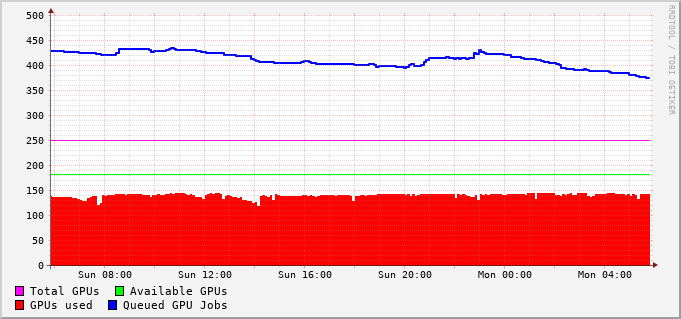 500
450
400
350
300
250
200
150
100
50
0
Sun 08:00 Sun 12:00 Sun 16:00 Sun 20:00 Mon 00:00 Mon 04:00
Total GPUs Available GPUs
GPUs used Queued GPU Jobs
RRDTOOL / TOBI OETIKER